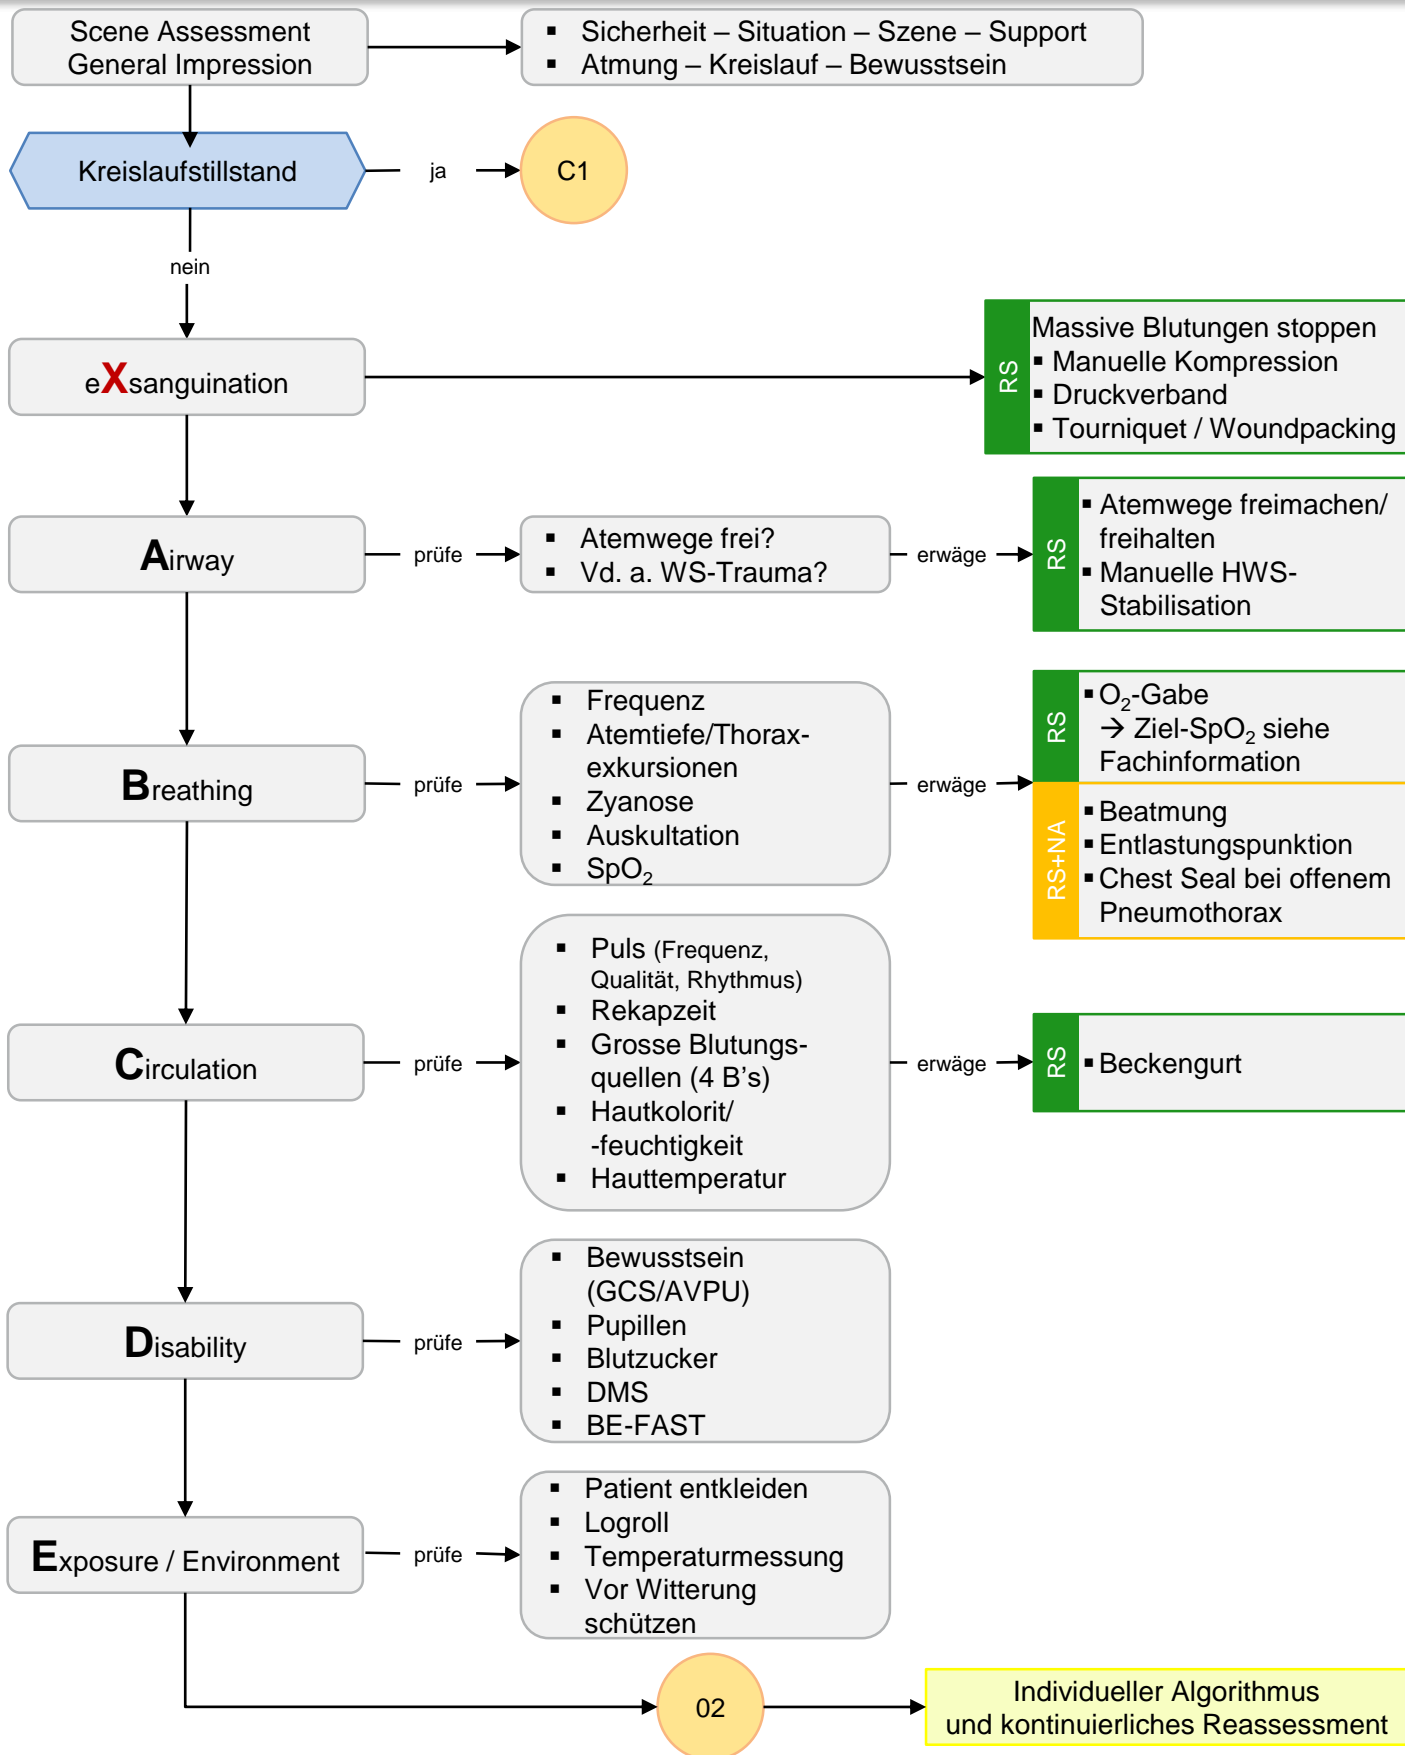 Scene Assessment
General Impression
▪ Sicherheit – Situation – Szene – Support
▪ Atmung – Kreislauf – Bewusstsein
Kreislaufstillstand
ja
C1
nein
eXsanguination
RS
Massive Blutungen stoppen
▪ Manuelle Kompression
▪ Druckverband
▪ Tourniquet / Woundpacking
Airway
prüfe
▪ Atemwege frei?
▪ Vd. a. WS-Trauma?
erwäge
RS
▪ Atemwege freimachen/
freihalten
▪ Manuelle HWS-
Stabilisation
Breathing
prüfe
▪ Frequenz
▪ Atemtiefe/Thorax-
exkursionen
▪ Zyanose
▪ Auskultation
▪ SpO₂
erwäge
RS
▪ O₂-Gabe
→ Ziel-SpO₂ siehe
Fachinformation
RS+NA
▪ Beatmung
▪ Entlastungspunktion
▪ Chest Seal bei offenem
Pneumothorax
Circulation
prüfe
▪ Puls (Frequenz,
Qualität, Rhythmus)
▪ Rekapzeit
▪ Grosse Blutungs-
quellen (4 B's)
▪ Hautkolorit/
-feuchtigkeit
▪ Hauttemperatur
erwäge
RS
▪ Beckengurt
Disability
prüfe
▪ Bewusstsein
(GCS/AVPU)
▪ Pupillen
▪ Blutzucker
▪ DMS
▪ BE-FAST
Exposure / Environment
prüfe
▪ Patient entkleiden
▪ Logroll
▪ Temperaturmessung
▪ Vor Witterung
schützen
02
Individueller Algorithmus
und kontinuierliches Reassessment